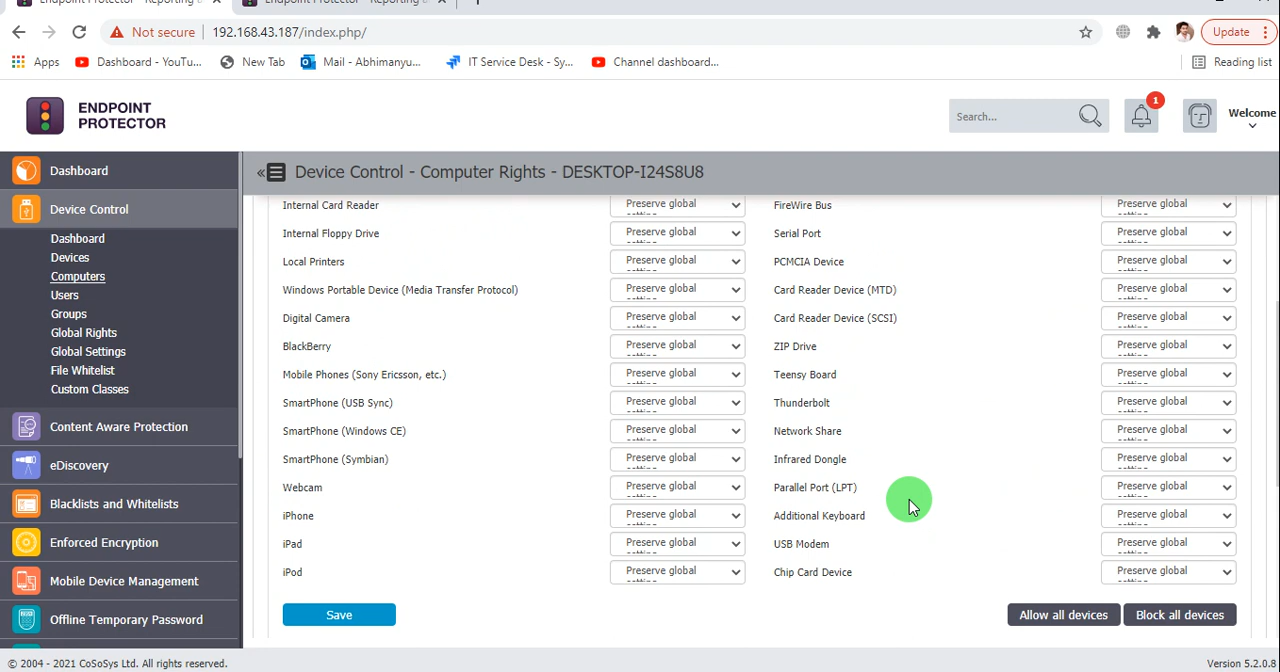 Endpoint Protector - Reporting
Endpoint Protector - Reporting
Not secure
192.168.43.187/index.php/
Update
Apps
Dashboard - YouTu...
New Tab
Mail - Abhimanyu...
IT Service Desk - Sy...
Channel dashboard...
Reading list
ENDPOINT
PROTECTOR
Search...
1
Welcome
Dashboard
Device Control
Dashboard
Devices
Computers
Users
Groups
Global Rights
Global Settings
File Whitelist
Custom Classes
Content Aware Protection
eDiscovery
Blacklists and Whitelists
Enforced Encryption
Mobile Device Management
Offline Temporary Password
Device Control - Computer Rights - DESKTOP-I24S8U8
Internal Card Reader Preserve global FireWire Bus Preserve global
Internal Floppy Drive Preserve global Serial Port Preserve global
Local Printers Preserve global PCMCIA Device Preserve global
Windows Portable Device (Media Transfer Protocol) Preserve global Card Reader Device (MTD) Preserve global
Digital Camera Preserve global Card Reader Device (SCSI) Preserve global
BlackBerry Preserve global ZIP Drive Preserve global
Mobile Phones (Sony Ericsson, etc.) Preserve global Teensy Board Preserve global
SmartPhone (USB Sync) Preserve global Thunderbolt Preserve global
SmartPhone (Windows CE) Preserve global Network Share Preserve global
SmartPhone (Symbian) Preserve global Infrared Dongle Preserve global
Webcam Preserve global Parallel Port (LPT) Preserve global
iPhone Preserve global Additional Keyboard Preserve global
iPad Preserve global USB Modem Preserve global
iPod Preserve global Chip Card Device Preserve global
Save
Allow all devices
Block all devices
© 2004 - 2021 CoSoSys Ltd. All rights reserved.
Version 5.2.0.8